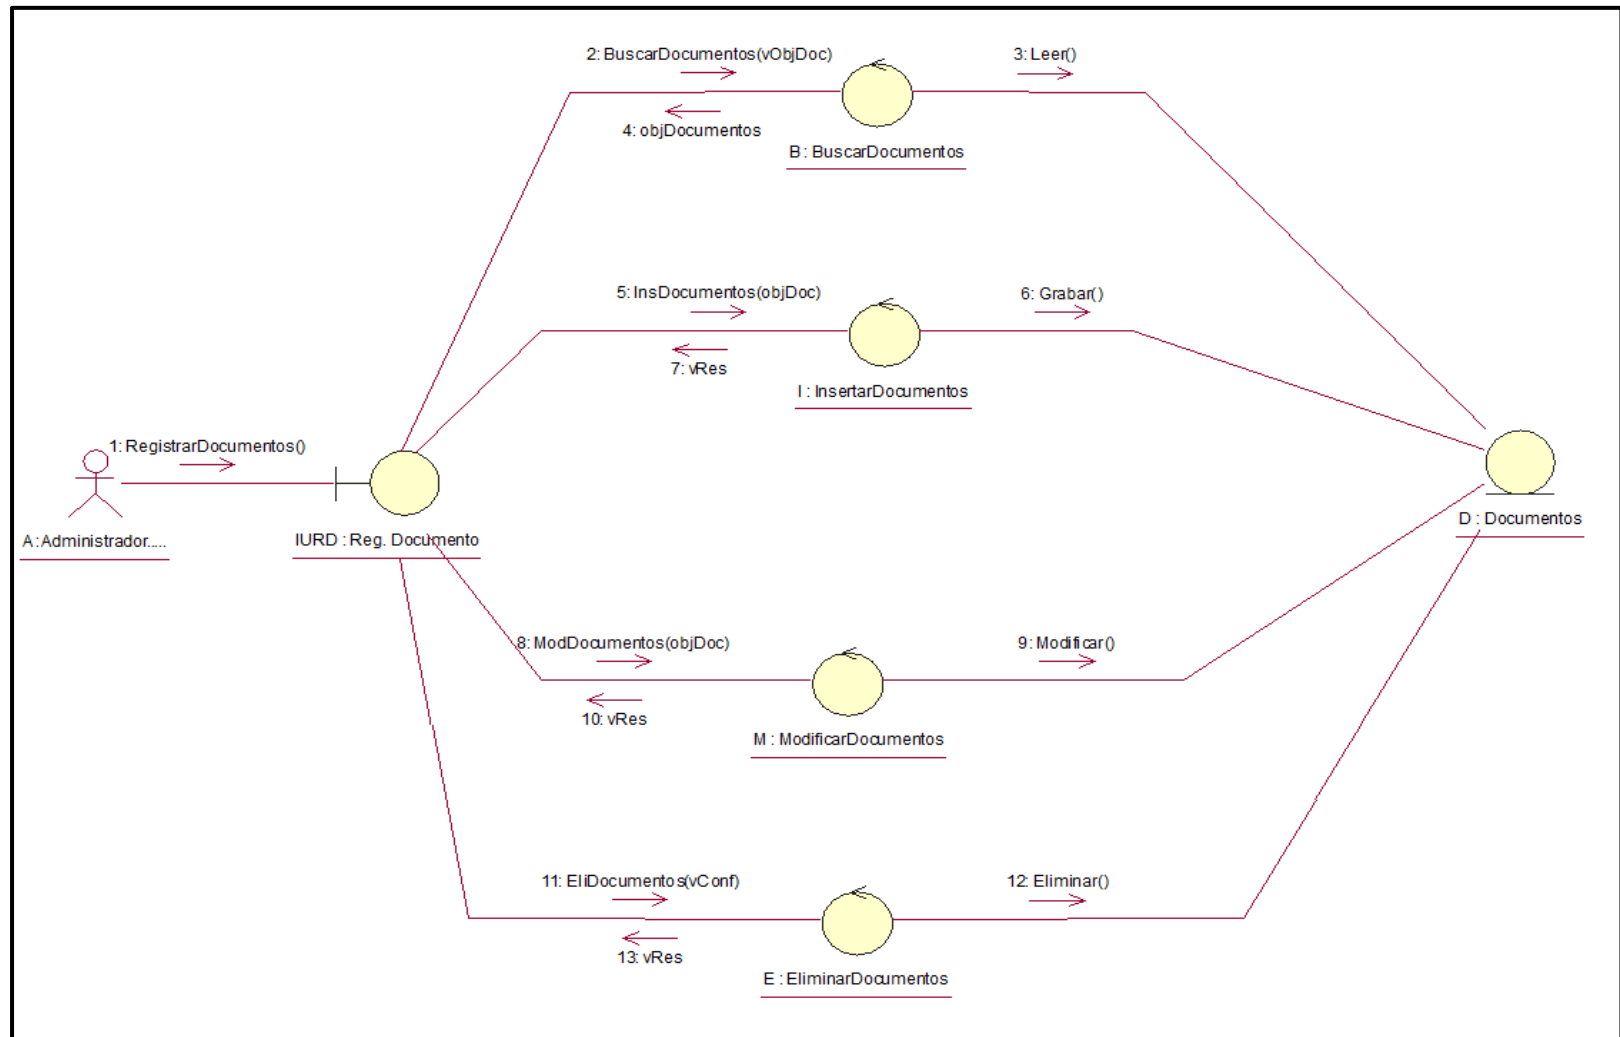 2: BuscarDocumentos(vObjDoc)
3: Leer()
4: objDocumentos
B : BuscarDocumentos
5: InsDocumentos(objDoc)
6: Grabar()
7: vRes
I : InsertarDocumentos
1: RegistrarDocumentos()
A : Administrador.....
IURD : Reg. Documento
D : Documentos
8: ModDocumentos(objDoc)
9: Modificar()
10: vRes
M : ModificarDocumentos
11: EliDocumentos(vConf)
12: Eliminar()
13: vRes
E : EliminarDocumentos